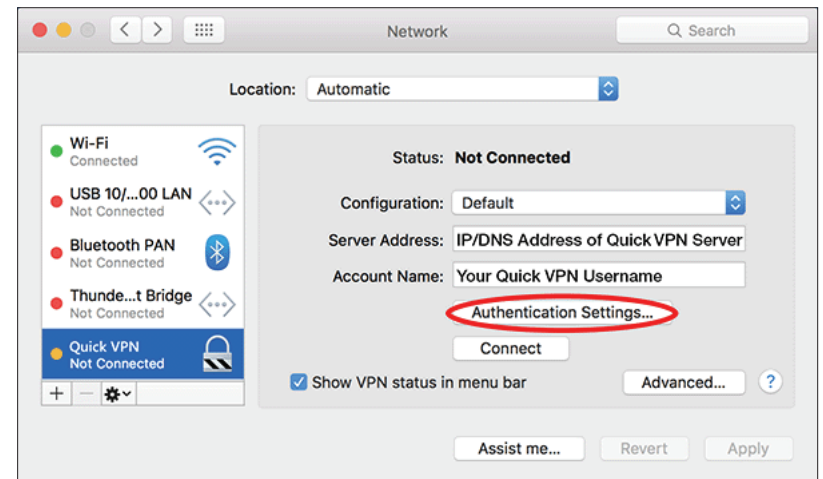 Network
Search
Location: Automatic
Wi-Fi
Connected
USB 10/...00 LAN
Not Connected
Bluetooth PAN
Not Connected
Thunde...t Bridge
Not Connected
Quick VPN
Not Connected
Status: Not Connected
Configuration: Default
Server Address: IP/DNS Address of Quick VPN Server
Account Name: Your Quick VPN Username
Authentication Settings...
Connect
Show VPN status in menu bar
Advanced...
?
Assist me...
Revert
Apply